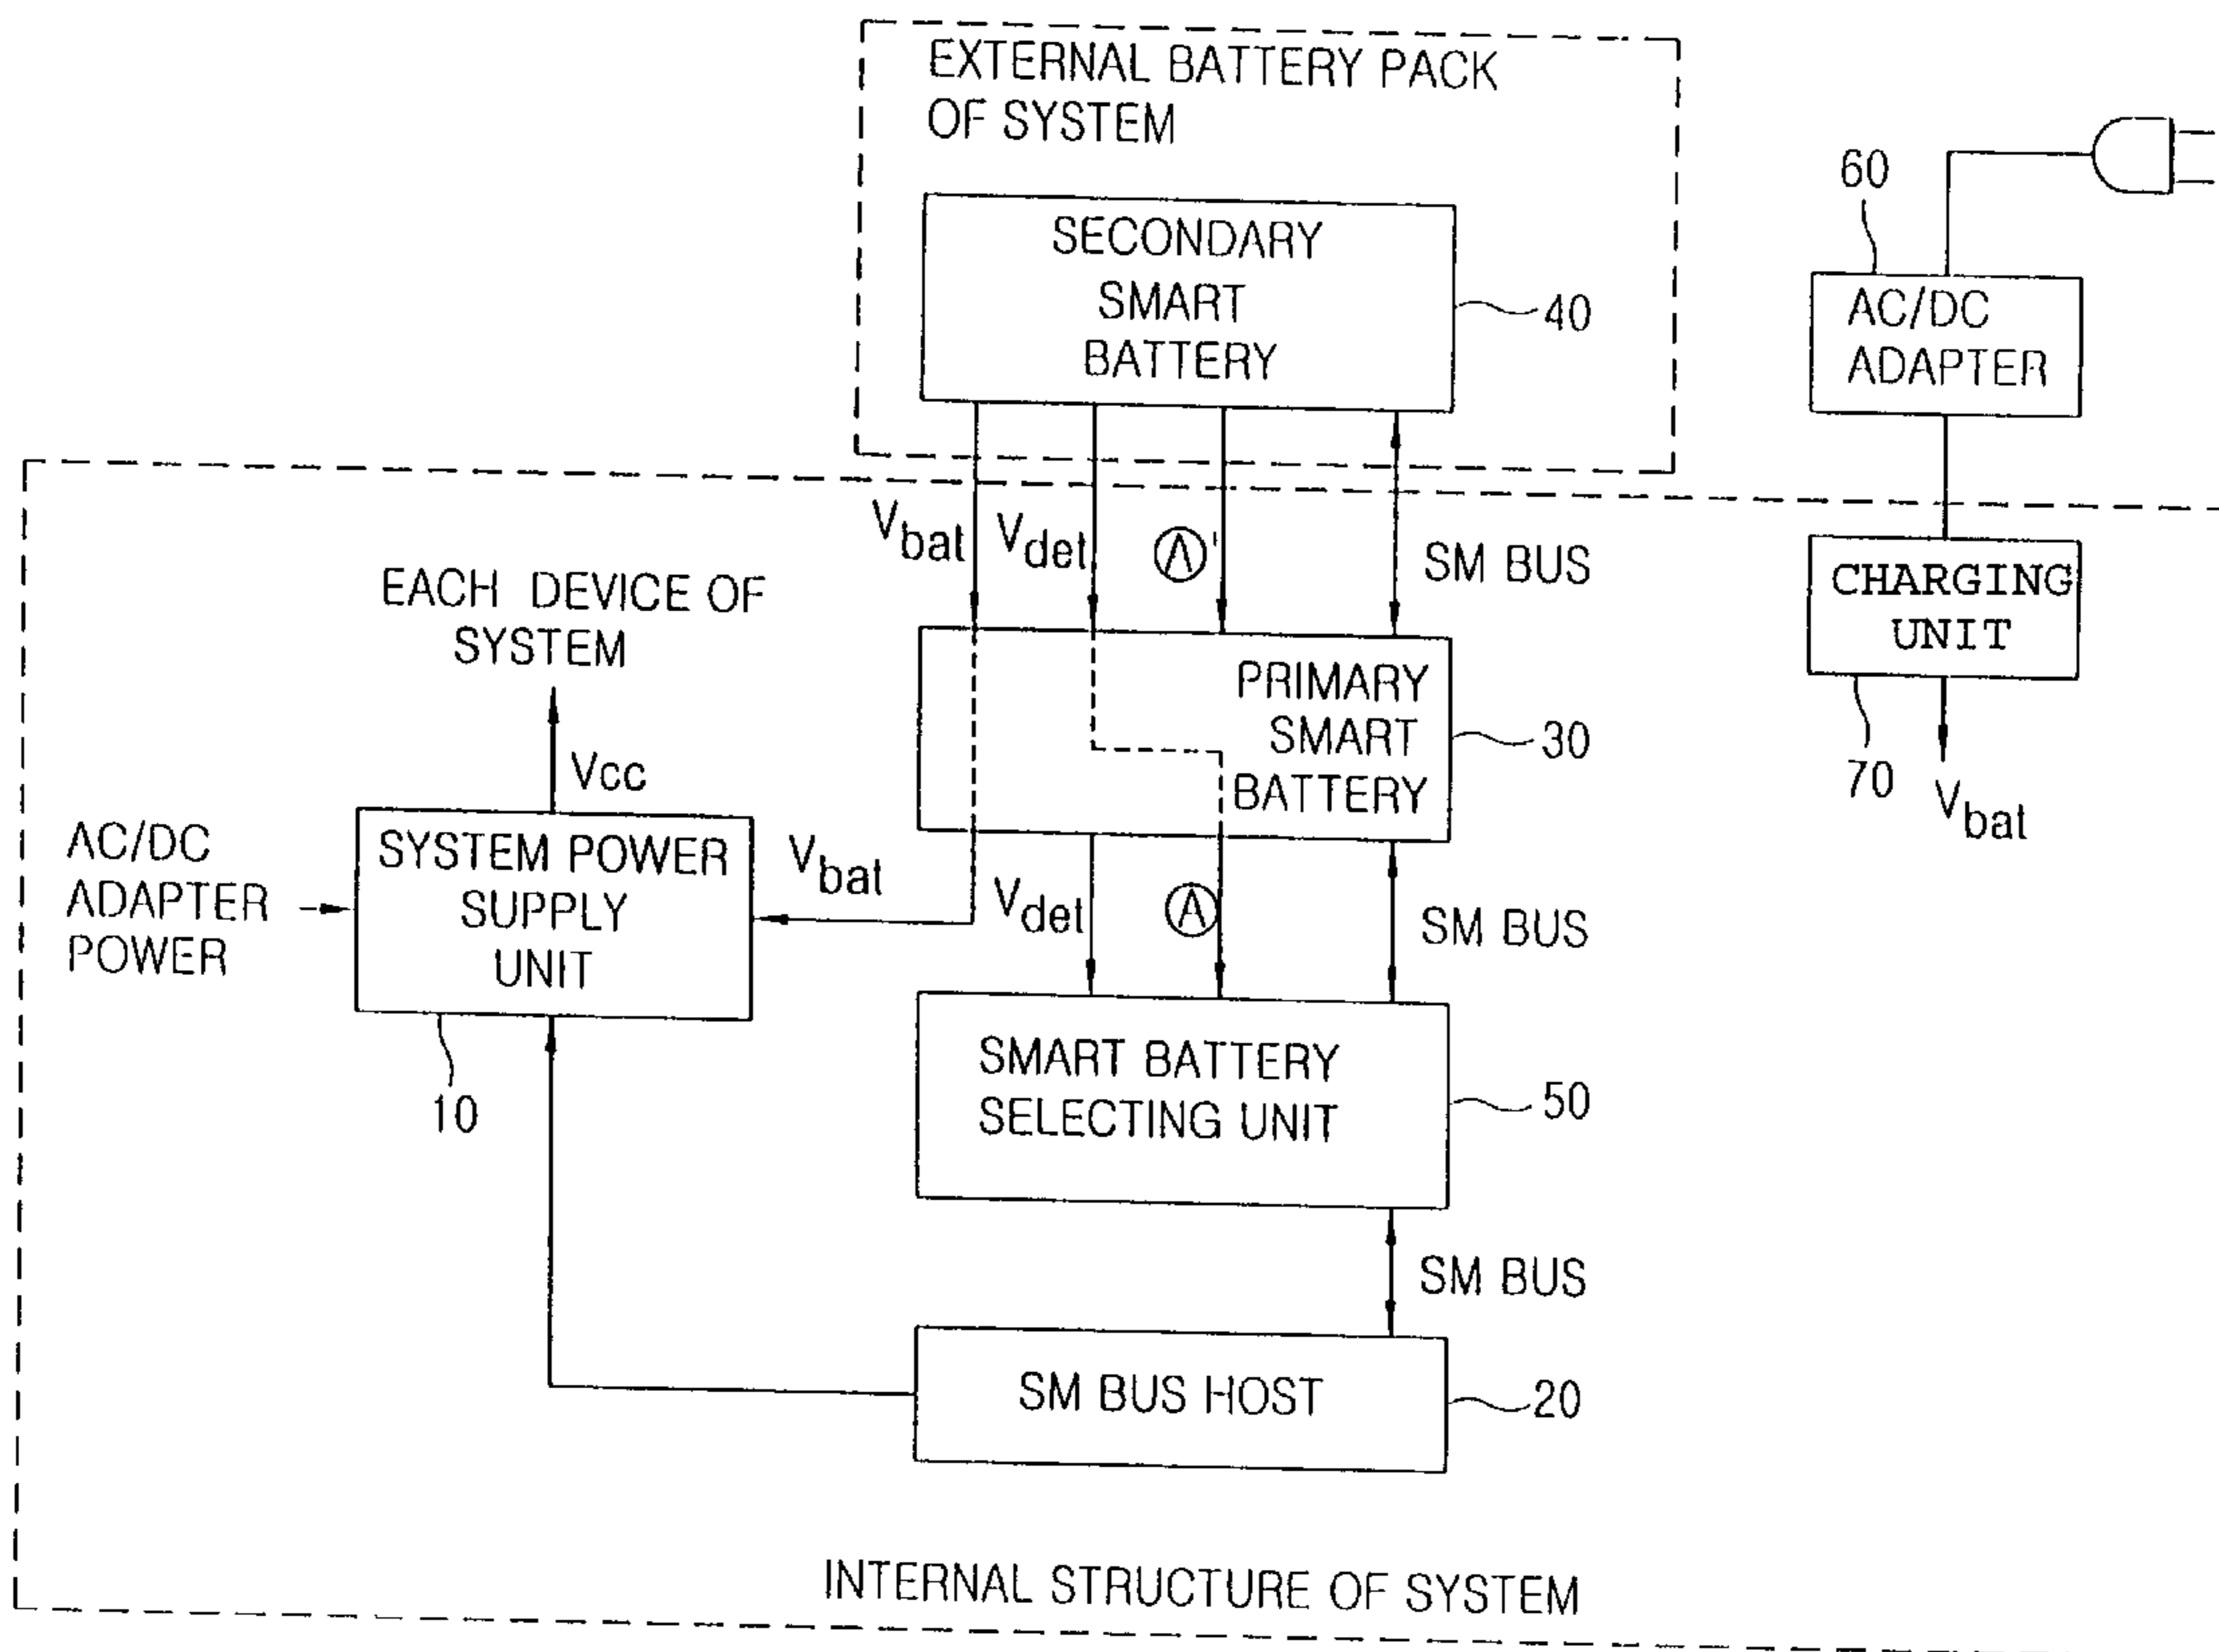 EXTERNAL BATTERY PACK
OF SYSTEM
SECONDARY
SMART
BATTERY
40
60
AC/DC
ADAPTER
Vbat
Vdet
A'
SM BUS
CHARGING
UNIT
70
Vbat
EACH DEVICE OF
SYSTEM
Vcc
PRIMARY
SMART
BATTERY
30
AC/DC
ADAPTER
POWER
SYSTEM POWER
SUPPLY
UNIT
10
Vbat
Vdet
A
SM BUS
SMART BATTERY
SELECTING UNIT
50
SM BUS
SM BUS HOST
20
INTERNAL STRUCTURE OF SYSTEM